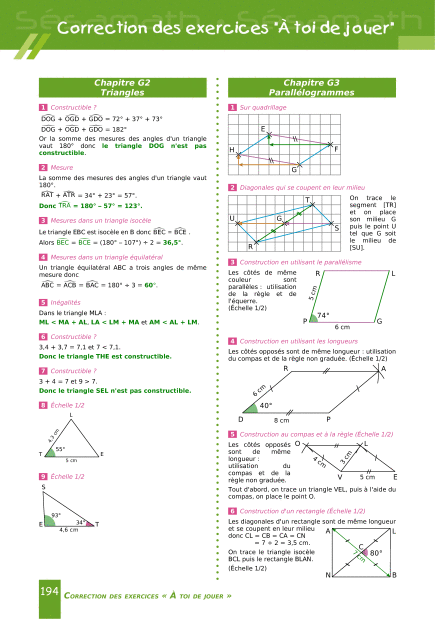 Sésamath - Sésamath
Correction des exercices "À toi de jouer"
Chapitre G2
Triangles
1 Constructible ?
DOG + OGD + GDO = 72° + 37° + 73°
DOG + OGD + GDO = 182°
Or la somme des mesures des angles d'un triangle
vaut 180° donc le triangle DOG n'est pas
constructible.
2 Mesure
La somme des mesures des angles d'un triangle vaut
180°.
RAT + ATR = 34° + 23° = 57°.
Donc TRA = 180° – 57° = 123°.
3 Mesures dans un triangle isocèle
Le triangle EBC est isocèle en B donc BEC = BCE .
Alors BEC = BCE = (180° – 107°) ÷ 2 = 36,5°.
4 Mesures dans un triangle équilatéral
Un triangle équilatéral ABC a trois angles de même
mesure donc
ABC = ACB = BAC = 180° ÷ 3 = 60°.
5 Inégalités
Dans le triangle MLA :
ML < MA + AL, LA < LM + MA et AM < AL + LM.
6 Constructible ?
3,4 + 3,7 = 7,1 et 7 < 7,1.
Donc le triangle THE est constructible.
7 Constructible ?
3 + 4 = 7 et 9 > 7.
Donc le triangle SEL n'est pas constructible.
8 Échelle 1/2
L
4,3 cm
55°
T
E
5 cm
9 Échelle 1/2
S
93°
34°
E
T
4,6 cm
Chapitre G3
Parallélogrammes
1 Sur quadrillage
E
H
F
G
2 Diagonales qui se coupent en leur milieu
T
U
G
S
R
On trace le
segment [TR]
et on place
son milieu G
puis le point U
tel que G soit
le milieu de
[SU].
3 Construction en utilisant le parallélisme
Les côtés de même
couleur sont
parallèles : utilisation
de la règle et de
l'équerre.
(Échelle 1/2)
R
L
5 cm
74°
P
G
6 cm
4 Construction en utilisant les longueurs
Les côtés opposés sont de même longueur : utilisation
du compas et de la règle non graduée. (Échelle 1/2)
R
A
6 cm
40°
D
8 cm
P
5 Construction au compas et à la règle (Échelle 1/2)
Les côtés opposés
sont de même
longueur :
utilisation du
compas et de la
règle non graduée.
O
L
4 cm
3 cm
V
5 cm
E
Tout d'abord, on trace un triangle VEL, puis à l'aide du
compas, on place le point O.
6 Construction d'un rectangle (Échelle 1/2)
Les diagonales d'un rectangle sont de même longueur
et se coupent en leur milieu
donc CL = CB = CA = CN
= 7 ÷ 2 = 3,5 cm.
On trace le triangle isocèle
BCL puis le rectangle BLAN.
(Échelle 1/2)
A
L
C
80°
7 cm
N
B
194 CORRECTION DES EXERCICES « À TOI DE JOUER »